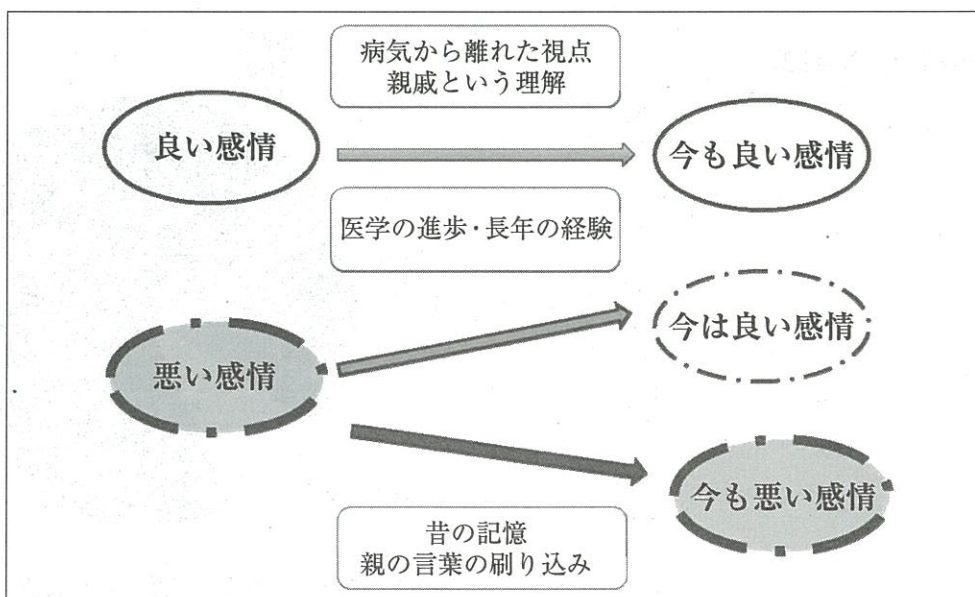 病気から離れた視点
親戚という理解
良い感情
今も良い感情
医学の進歩・長年の経験
今は良い感情
悪い感情
今も悪い感情
昔の記憶
親の言葉の刷り込み